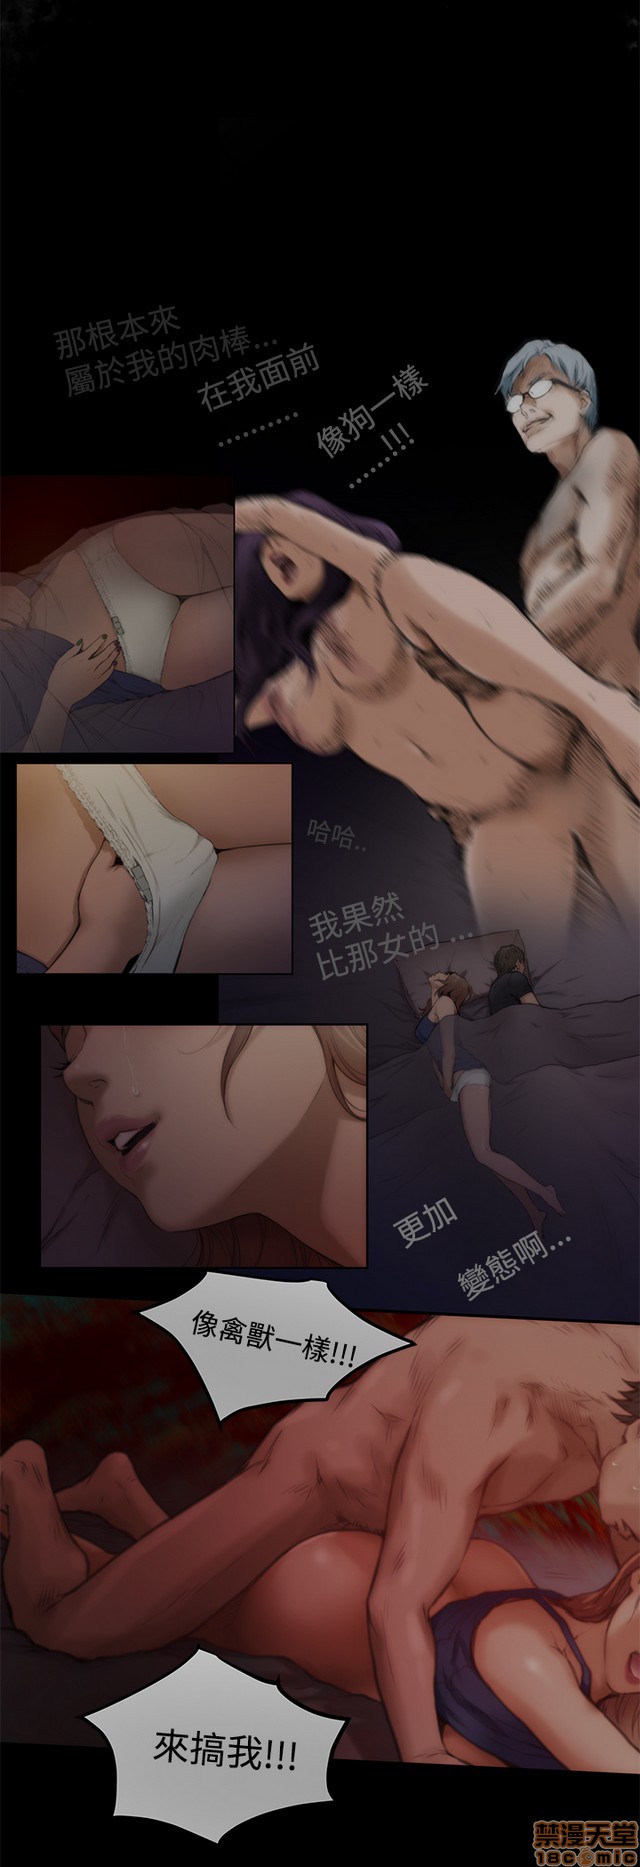 那根本來
屬於我的肉棒...
在我面前
..........
像狗一樣
......!!!
哈哈..
我果然
比那女的 ...
更加
變態啊...
像禽獸一樣!!!
來搞我!!!
禁漫天堂
18comic